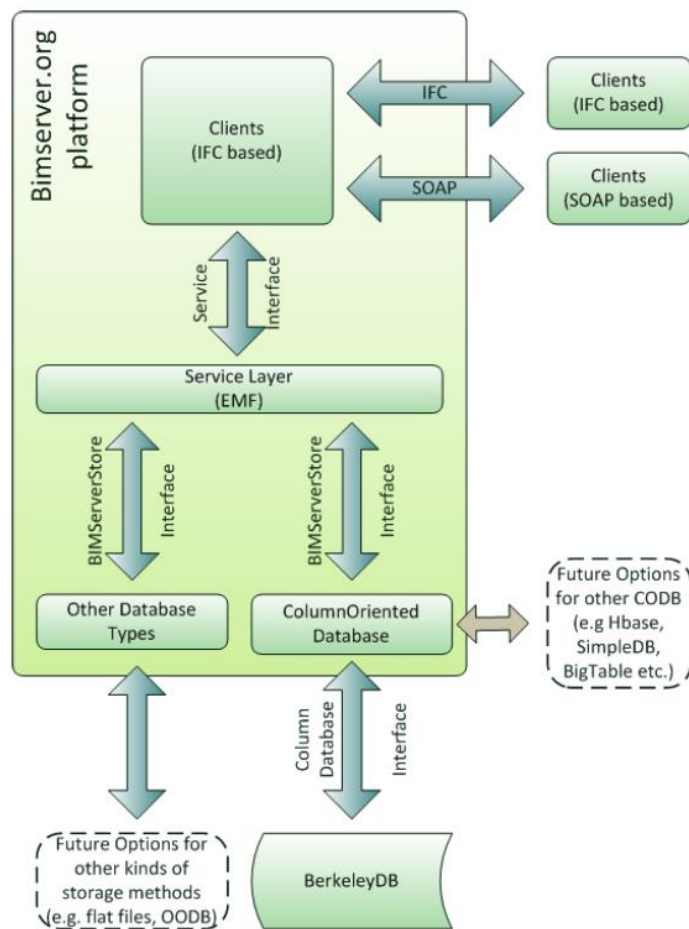 Bimserver.org
platform
Clients
(IFC based)
IFC
Clients
(IFC based)
SOAP
Clients
(SOAP based)
Service
Interface
Service Layer
(EMF)
BIMServerStore
Interface
BIMServerStore
Interface
Other Database
Types
ColumnOriented
Database
Future Options
for other CODB
(e.g Hbase,
SimpleDB,
BigTable etc.)
Column
Database
Interface
Future Options for
other kinds of
storage methods
(e.g. flat files, OODB)
BerkeleyDB